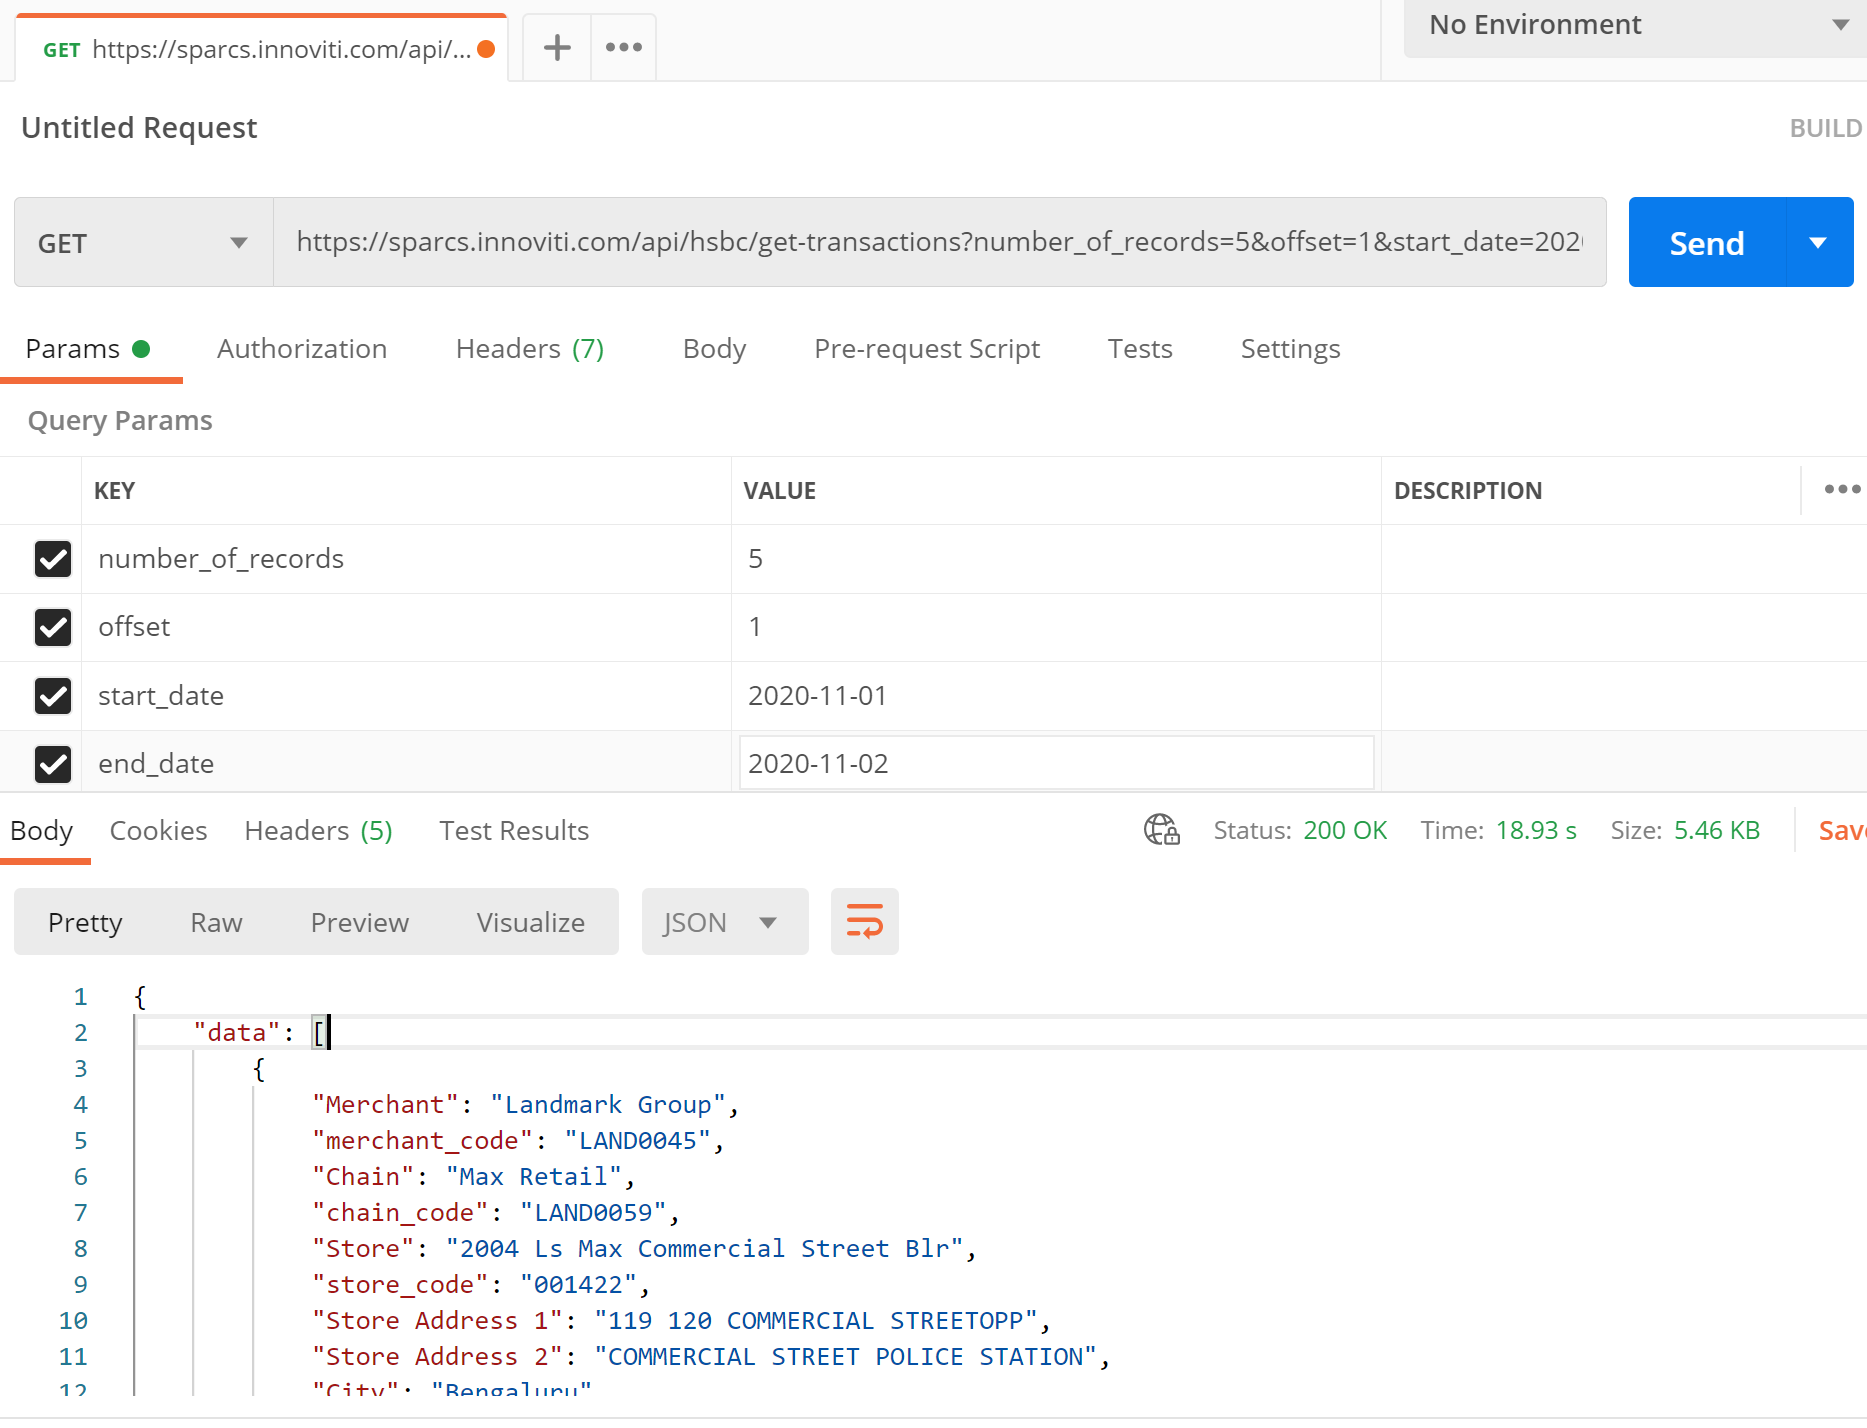 GET https://sparcs.innoviti.com/api/...
No Environment
Untitled Request
BUILD
GET
https://sparcs.innoviti.com/api/hsbc/get-transactions?number_of_records=5&offset=1&start_date=202
Send
Params Authorization Headers (7) Body Pre-request Script Tests Settings
Query Params
KEY VALUE DESCRIPTION
number_of_records 5
offset 1
start_date 2020-11-01
end_date 2020-11-02
Body Cookies Headers (5) Test Results Status: 200 OK Time: 18.93 s Size: 5.46 KB Save
Pretty Raw Preview Visualize JSON
1 {
2 "data": [
3 {
4 "Merchant": "Landmark Group",
5 "merchant_code": "LAND0045",
6 "Chain": "Max Retail",
7 "chain_code": "LAND0059",
8 "Store": "2004 Ls Max Commercial Street Blr",
9 "store_code": "001422",
10 "Store Address 1": "119 120 COMMERCIAL STREETOPP",
11 "Store Address 2": "COMMERCIAL STREET POLICE STATION",
12 "City": "Bengaluru"